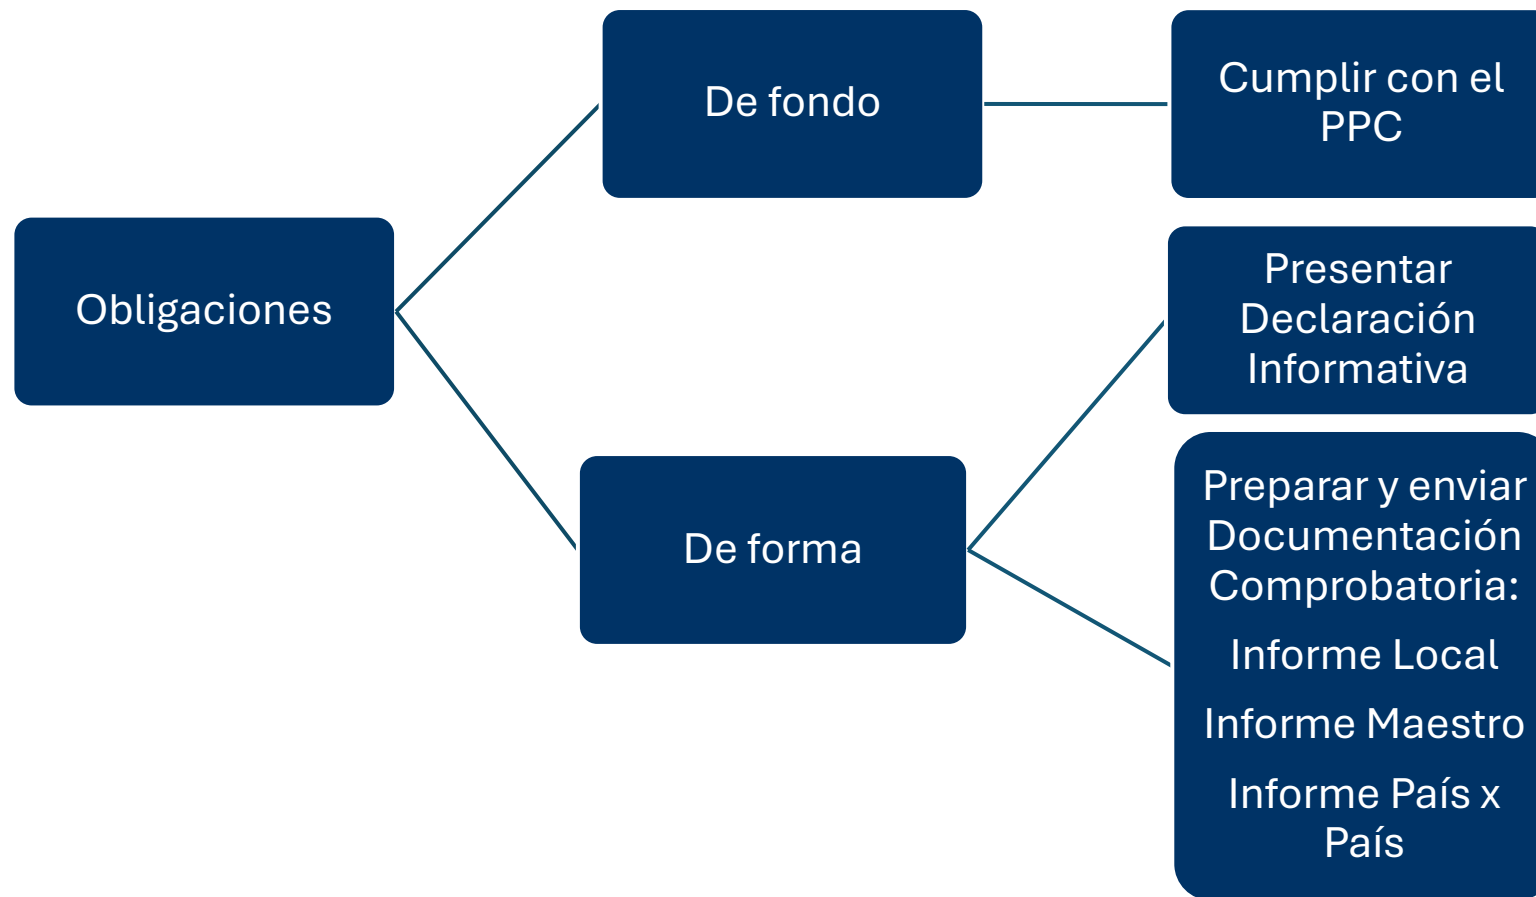 De fondo
Cumplir con el
PPC
Obligaciones
Presentar
Declaración
Informativa
De forma
Preparar y enviar
Documentación
Comprobatoria:
Informe Local
Informe Maestro
Informe País x
País